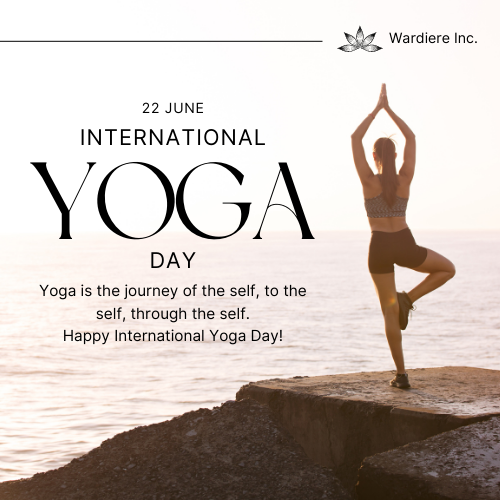 Wardiere Inc.
22 JUNE
INTERNATIONAL
YOGA
DAY
Yoga is the journey of the self, to the
self, through the self.
Happy International Yoga Day!